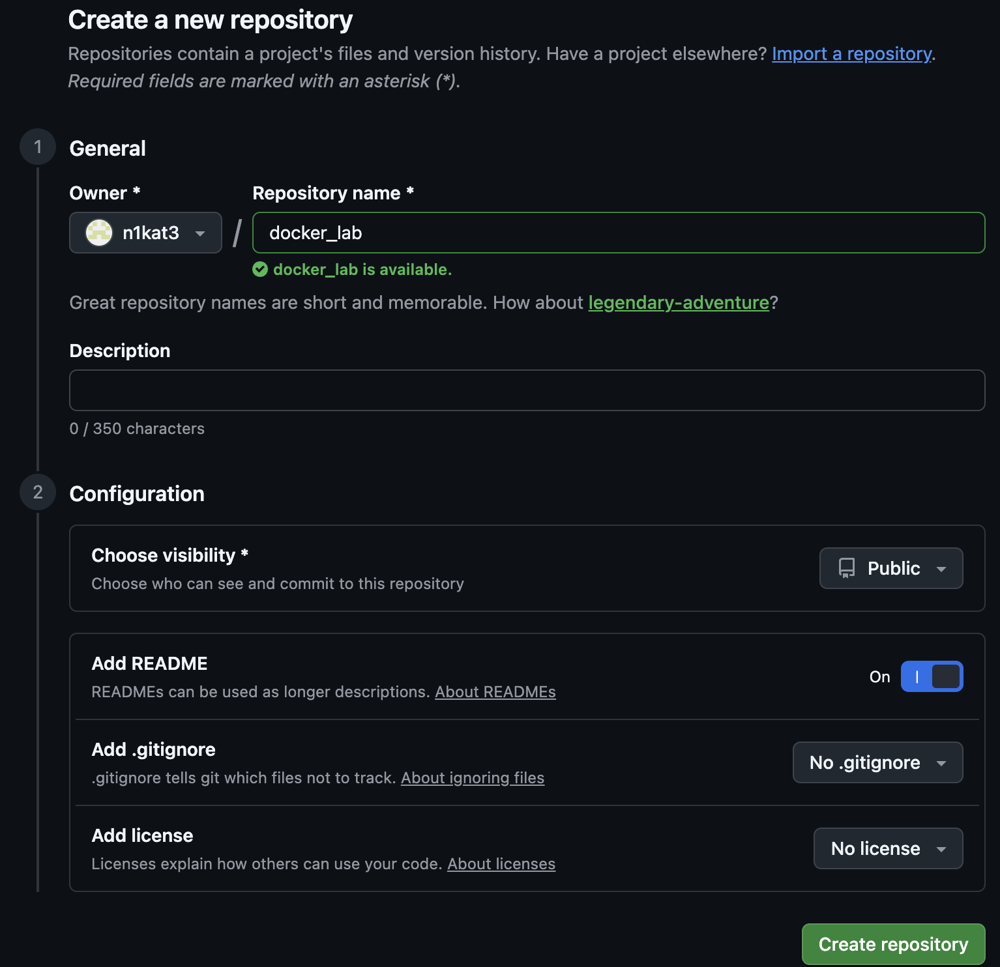 Create a new repository
Repositories contain a project's files and version history. Have a project elsewhere? Import a repository.
Required fields are marked with an asterisk (*).
1 General
Owner * Repository name *
n1kat3 / docker_lab
docker_lab is available.
Great repository names are short and memorable. How about legendary-adventure?
Description
0 / 350 characters
2 Configuration
Choose visibility *
Choose who can see and commit to this repository
Public
Add README
READMEs can be used as longer descriptions. About READMEs
On
Add .gitignore
.gitignore tells git which files not to track. About ignoring files
No .gitignore
Add license
Licenses explain how others can use your code. About licenses
No license
Create repository